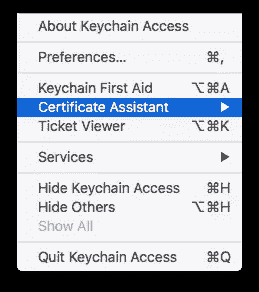 About Keychain Access
Preferences... ⌘,
Keychain First Aid ⌥⌘A
Certificate Assistant ▶
Ticket Viewer ⌥⌘K
Services ▶
Hide Keychain Access ⌘H
Hide Others ⌥⌘H
Show All
Quit Keychain Access ⌘Q